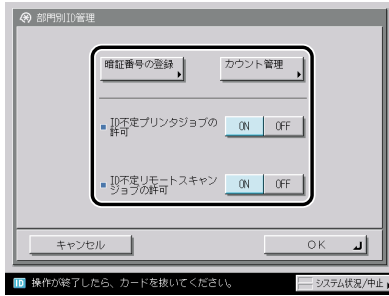 部門別ID管理
暗証番号の登録
カウント管理
ID不定プリンタジョブの
許可
ON
OFF
ID不定リモートスキャン
ジョブの許可
ON
OFF
キャンセル
OK
ID 操作が終了したら、カードを抜いてください。
システム状況/中止